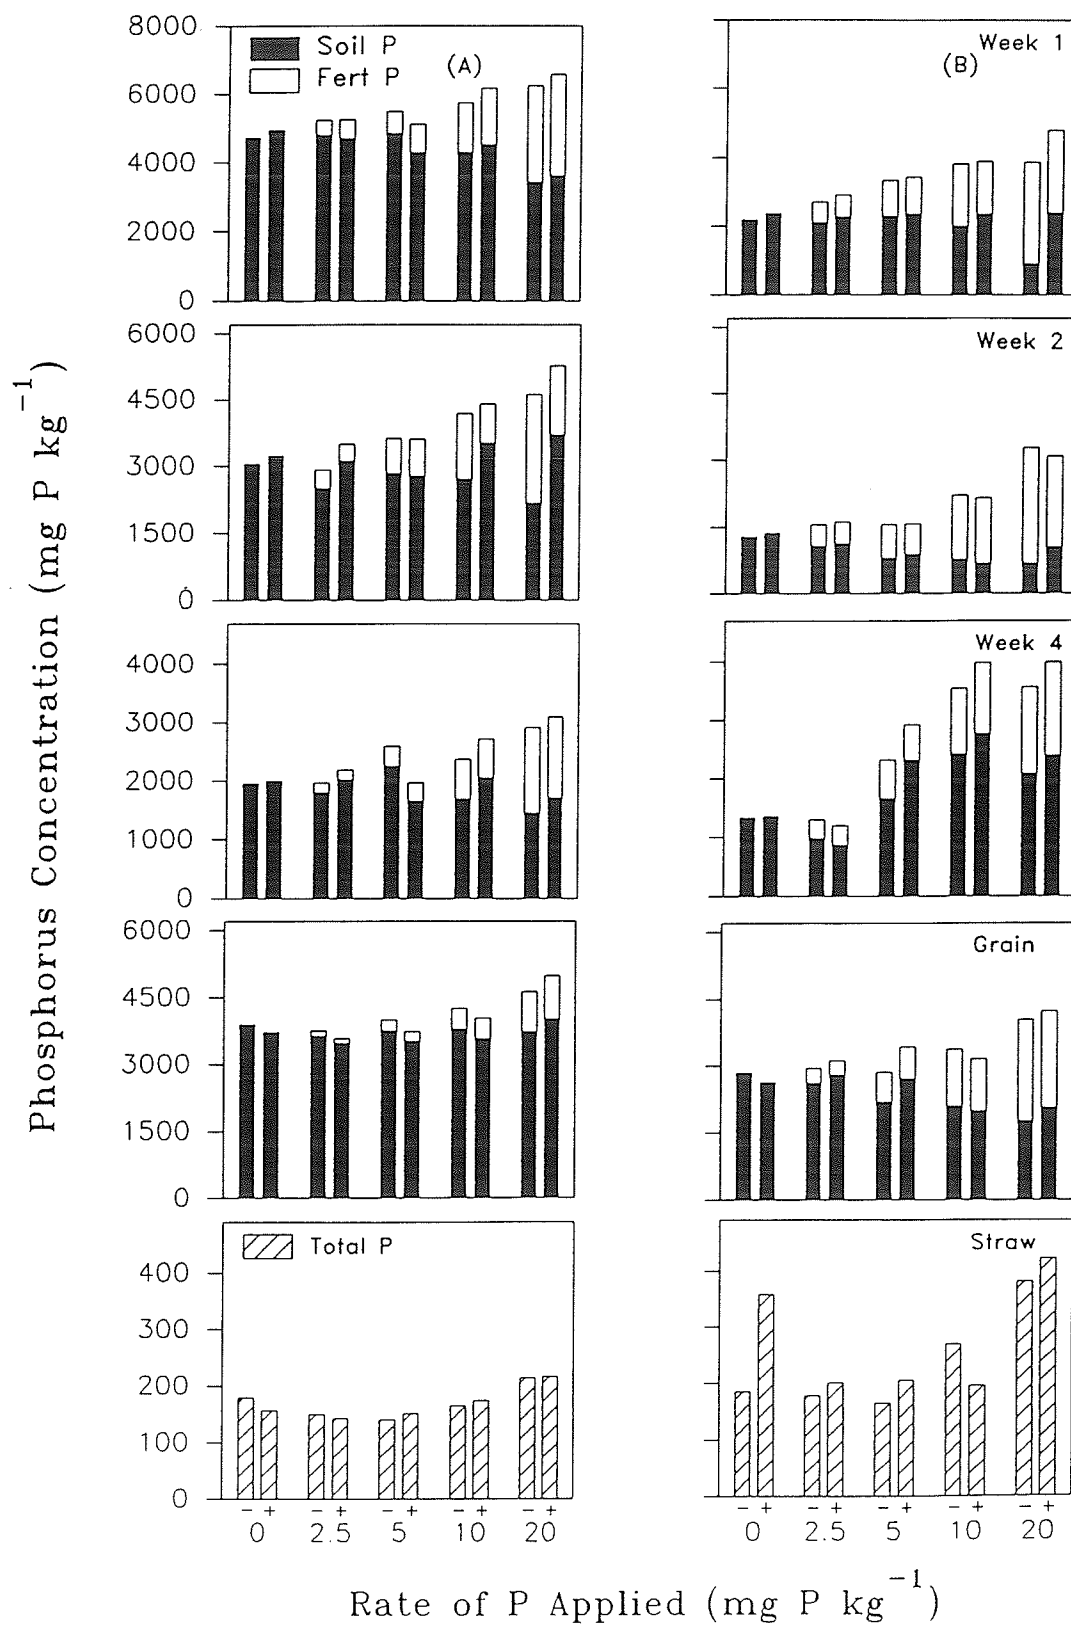 8000
6000
4000
2000
0
Soil P
Fert P
(A)
Week 1
(B)
6000
4500
3000
1500
0
Week 2
4000
3000
2000
1000
0
Week 4
6000
4500
3000
1500
0
Grain
400
300
200
100
0
Total P
Straw
- + - + - + - + - +
0 2.5 5 10 20
- + - + - + - + - +
0 2.5 5 10 20
Phosphorus Concentration (mg P kg⁻¹)
Rate of P Applied (mg P kg⁻¹)